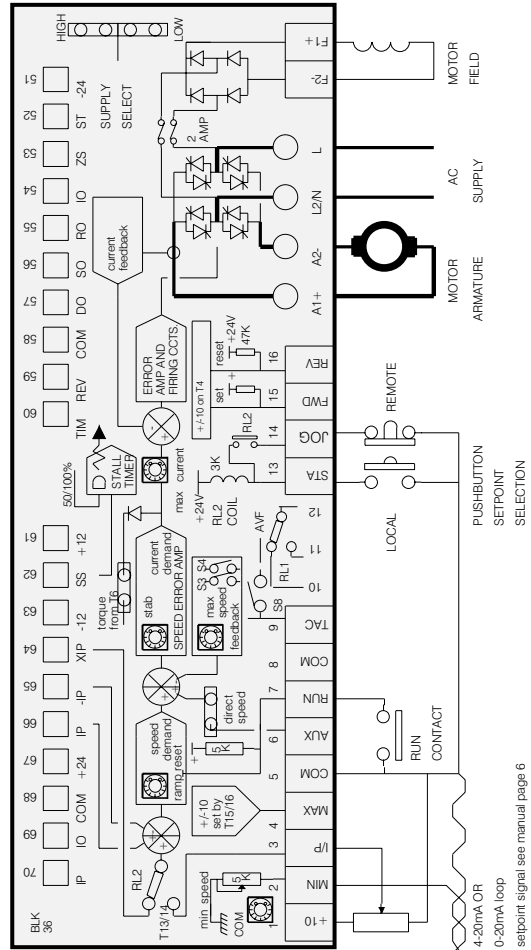 BLK
36
70 69 68 67 66 65 64 63 62 61 60 59 58 57 56 55 54 53 52 51
IP IO COM +24 IP -IP XIP -12 SS +12 TIM REV COM DO SO RO IO ZS ST -24
SUPPLY
SELECT
HIGH
LOW
RL2
T13/14
speed
demand
ramp reset
torque
from T6
stab
current
demand
SPEED ERROR AMP
50/100%
STALL
TIMER
max current
ERROR
AMP AND
FIRING CCTS.
current
feedback
2
AMP
min speed
COM
5
K
+/-10
set by
T15/16
+
5
K
direct
speed
max
speed
feedback
S3
S4
S8
AVF
RL1
+24V
RL2
COIL
3K
RL2
+/-10 on T4
set
reset
+24V
47K
1 2 3 4 5 6 7 8 9 10 11 12 13 14 15 16
+10 MIN I/P MAX COM AUX RUN COM TAC STA JOG FWD REV
A1+ A2- L2/N L F2- F1+
RUN
CONTACT
LOCAL
REMOTE
PUSHBUTTON
SETPOINT
SELECTION
MOTOR
ARMATURE
AC
SUPPLY
MOTOR
FIELD
4-20mA OR
0-20mA loop
setpoint signal see manual page 6